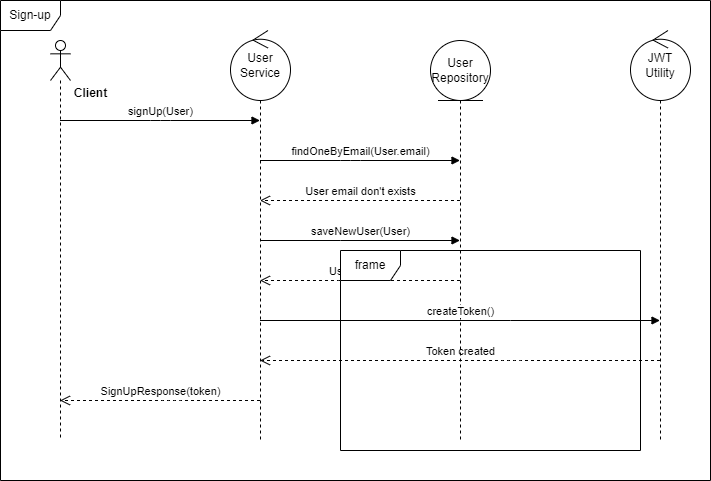 Sign-up
User
Service
User
Repository
JWT
Utility
Client
signUp(User)
findOneByEmail(User.email)
User email don't exists
saveNewUser(User)
frame
createToken()
Token created
SignUpResponse(token)